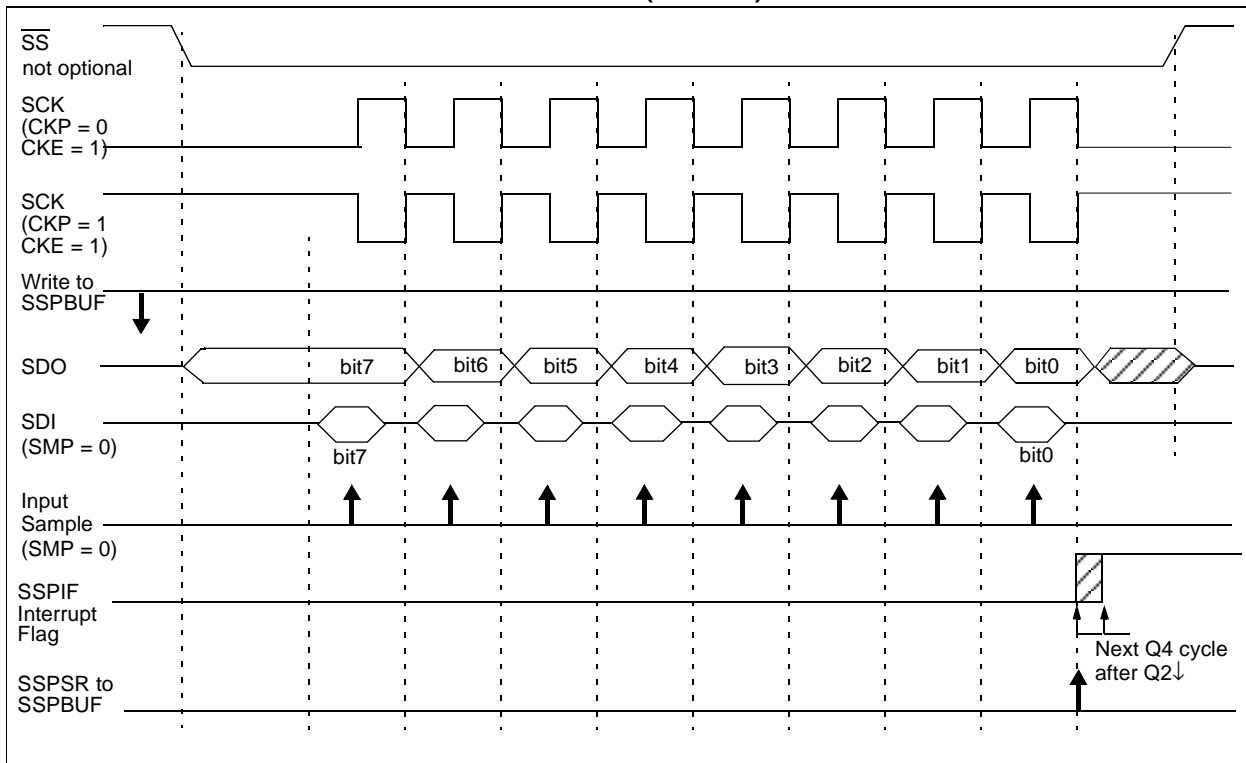 SS
not optional
SCK
(CKP = 0
CKE = 1)
SCK
(CKP = 1
CKE = 1)
Write to
SSPBUF
SDO
bit7 bit6 bit5 bit4 bit3 bit2 bit1 bit0
SDI
(SMP = 0)
bit7 bit0
Input
Sample
(SMP = 0)
SSPIF
Interrupt
Flag
Next Q4 cycle
after Q2↓
SSPSR to
SSPBUF